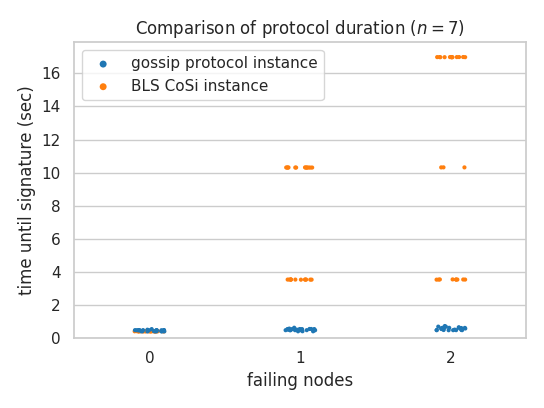 Comparison of protocol duration (n = 7)
gossip protocol instance
BLS CoSi instance
time until signature (sec)
16
14
12
10
8
6
4
2
0
0 1 2
failing nodes